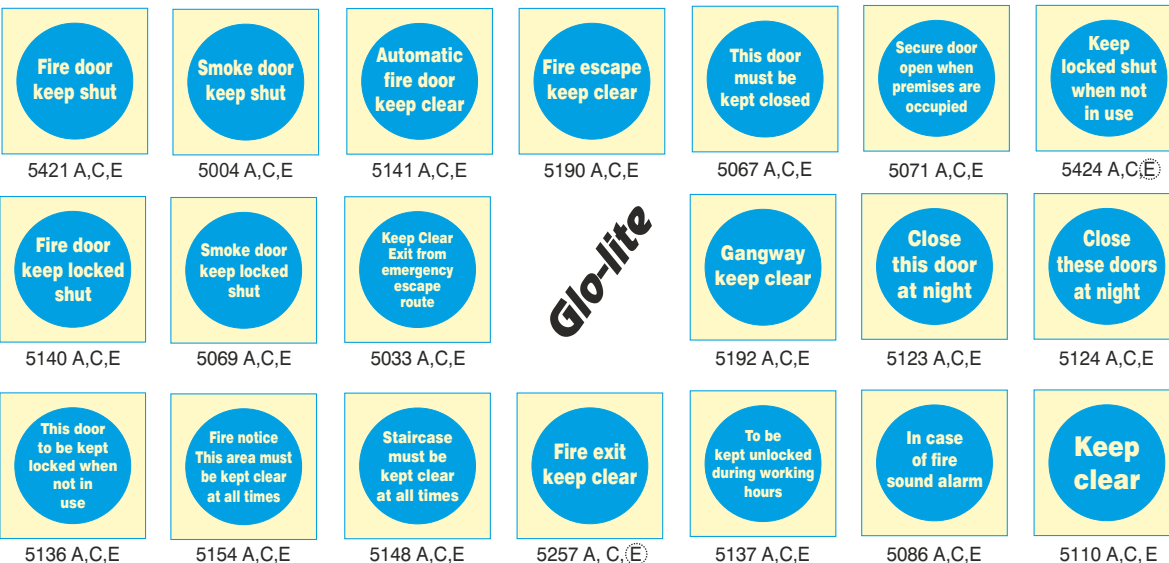 Fire door
keep shut
5421 A,C,E
Smoke door
keep shut
5004 A,C,E
Automatic
fire door
keep clear
5141 A,C,E
Fire escape
keep clear
5190 A,C,E
This door
must be
kept closed
5067 A,C,E
Secure door
open when
premises are
occupied
5071 A,C,E
Keep
locked shut
when not
in use
5424 A,C,E
Fire door
keep locked
shut
5140 A,C,E
Smoke door
keep locked
shut
5069 A,C,E
Keep Clear
Exit from
emergency
escape
route
5033 A,C,E
Glo-lite
Gangway
keep clear
5192 A,C,E
Close
this door
at night
5123 A,C,E
Close
these doors
at night
5124 A,C,E
This door
to be kept
locked when
not in
use
5136 A,C,E
Fire notice
This area must
be kept clear
at all times
5154 A,C,E
Staircase
must be
kept clear
at all times
5148 A,C,E
Fire exit
keep clear
5257 A, C,E
To be
kept unlocked
during working
hours
5137 A,C,E
In case
of fire
sound alarm
5086 A,C,E
Keep
clear
5110 A,C, E